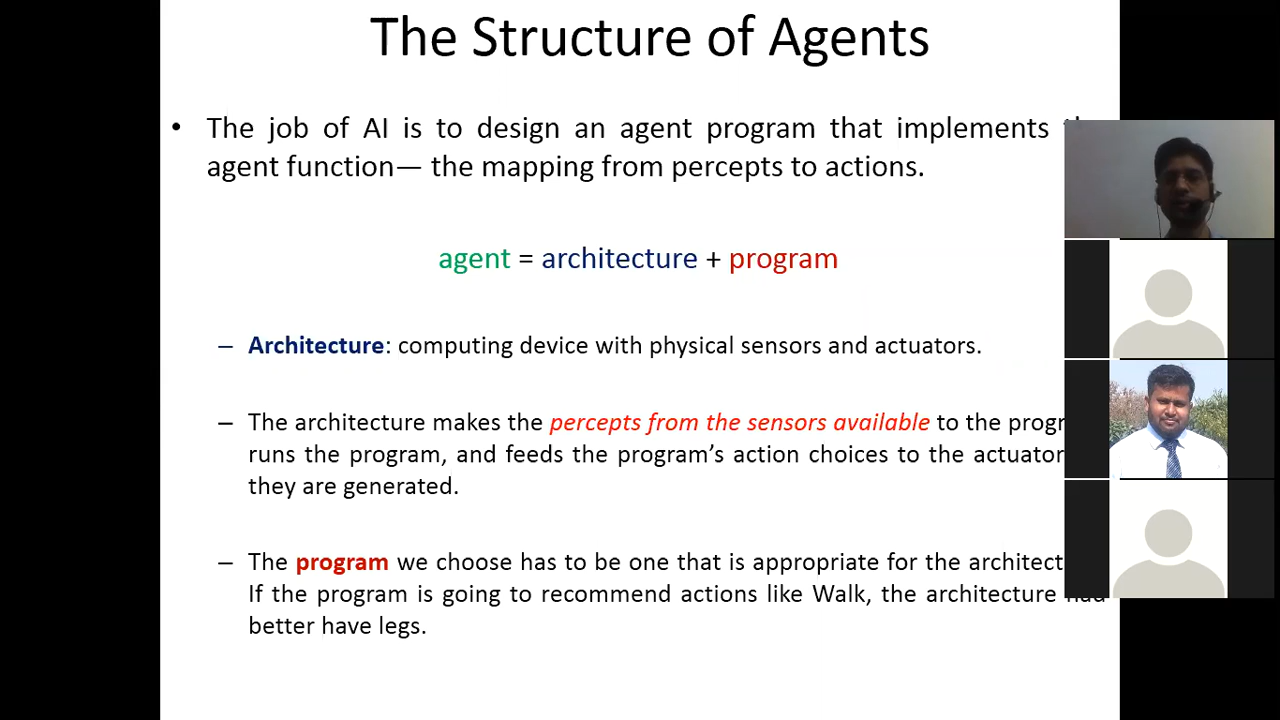 The Structure of Agents
• The job of AI is to design an agent program that implements
agent function— the mapping from percepts to actions.
agent = architecture + program
– Architecture: computing device with physical sensors and actuators.
– The architecture makes the percepts from the sensors available to the
runs the program, and feeds the program's action choices to the
they are generated.
– The program we choose has to be one that is appropriate for the
If the program is going to recommend actions like Walk, the architecture had
better have legs.